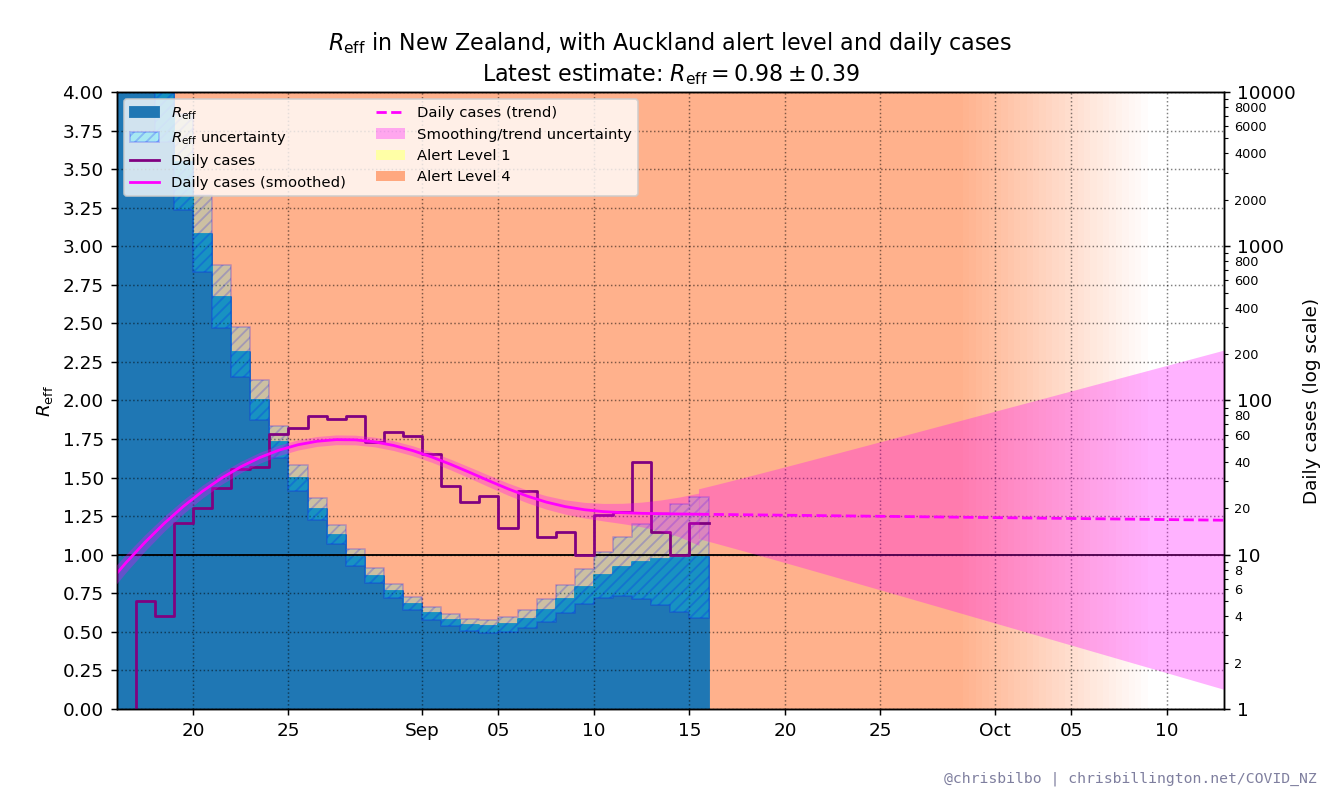 R_eff in New Zealand, with Auckland alert level and daily cases
Latest estimate: R_eff = 0.98 ± 0.39
R_eff
R_eff uncertainty
Daily cases
Daily cases (smoothed)
Daily cases (trend)
Smoothing/trend uncertainty
Alert Level 1
Alert Level 4
R_eff
4.00
3.75
3.50
3.25
3.00
2.75
2.50
2.25
2.00
1.75
1.50
1.25
1.00
0.75
0.50
0.25
0.00
10000
8000
6000
4000
2000
1000
800
600
400
200
100
80
60
40
20
10
8
6
4
2
1
Daily cases (log scale)
20 25 Sep 05 10 15 20 25 Oct 05 10
@chrisbilbo | chrisbillington.net/COVID_NZ